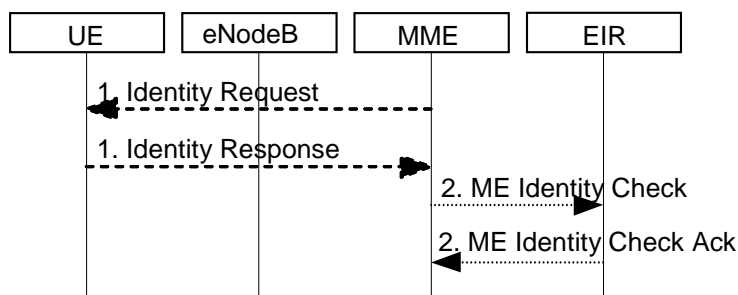 UE eNodeB MME EIR
1. Identity Request
1. Identity Response
2. ME Identity Check
2. ME Identity Check Ack